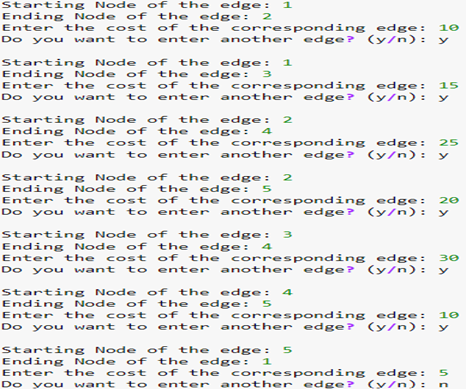 Starting Node of the edge: 1
Ending Node of the edge: 2
Enter the cost of the corresponding edge: 10
Do you want to enter another edge? (y/n): y
Starting Node of the edge: 1
Ending Node of the edge: 3
Enter the cost of the corresponding edge: 15
Do you want to enter another edge? (y/n): y
Starting Node of the edge: 2
Ending Node of the edge: 4
Enter the cost of the corresponding edge: 25
Do you want to enter another edge? (y/n): y
Starting Node of the edge: 2
Ending Node of the edge: 5
Enter the cost of the corresponding edge: 20
Do you want to enter another edge? (y/n): y
Starting Node of the edge: 3
Ending Node of the edge: 4
Enter the cost of the corresponding edge: 30
Do you want to enter another edge? (y/n): y
Starting Node of the edge: 4
Ending Node of the edge: 5
Enter the cost of the corresponding edge: 10
Do you want to enter another edge? (y/n): y
Starting Node of the edge: 5
Ending Node of the edge: 1
Enter the cost of the corresponding edge: 5
Do you want to enter another edge? (y/n): n